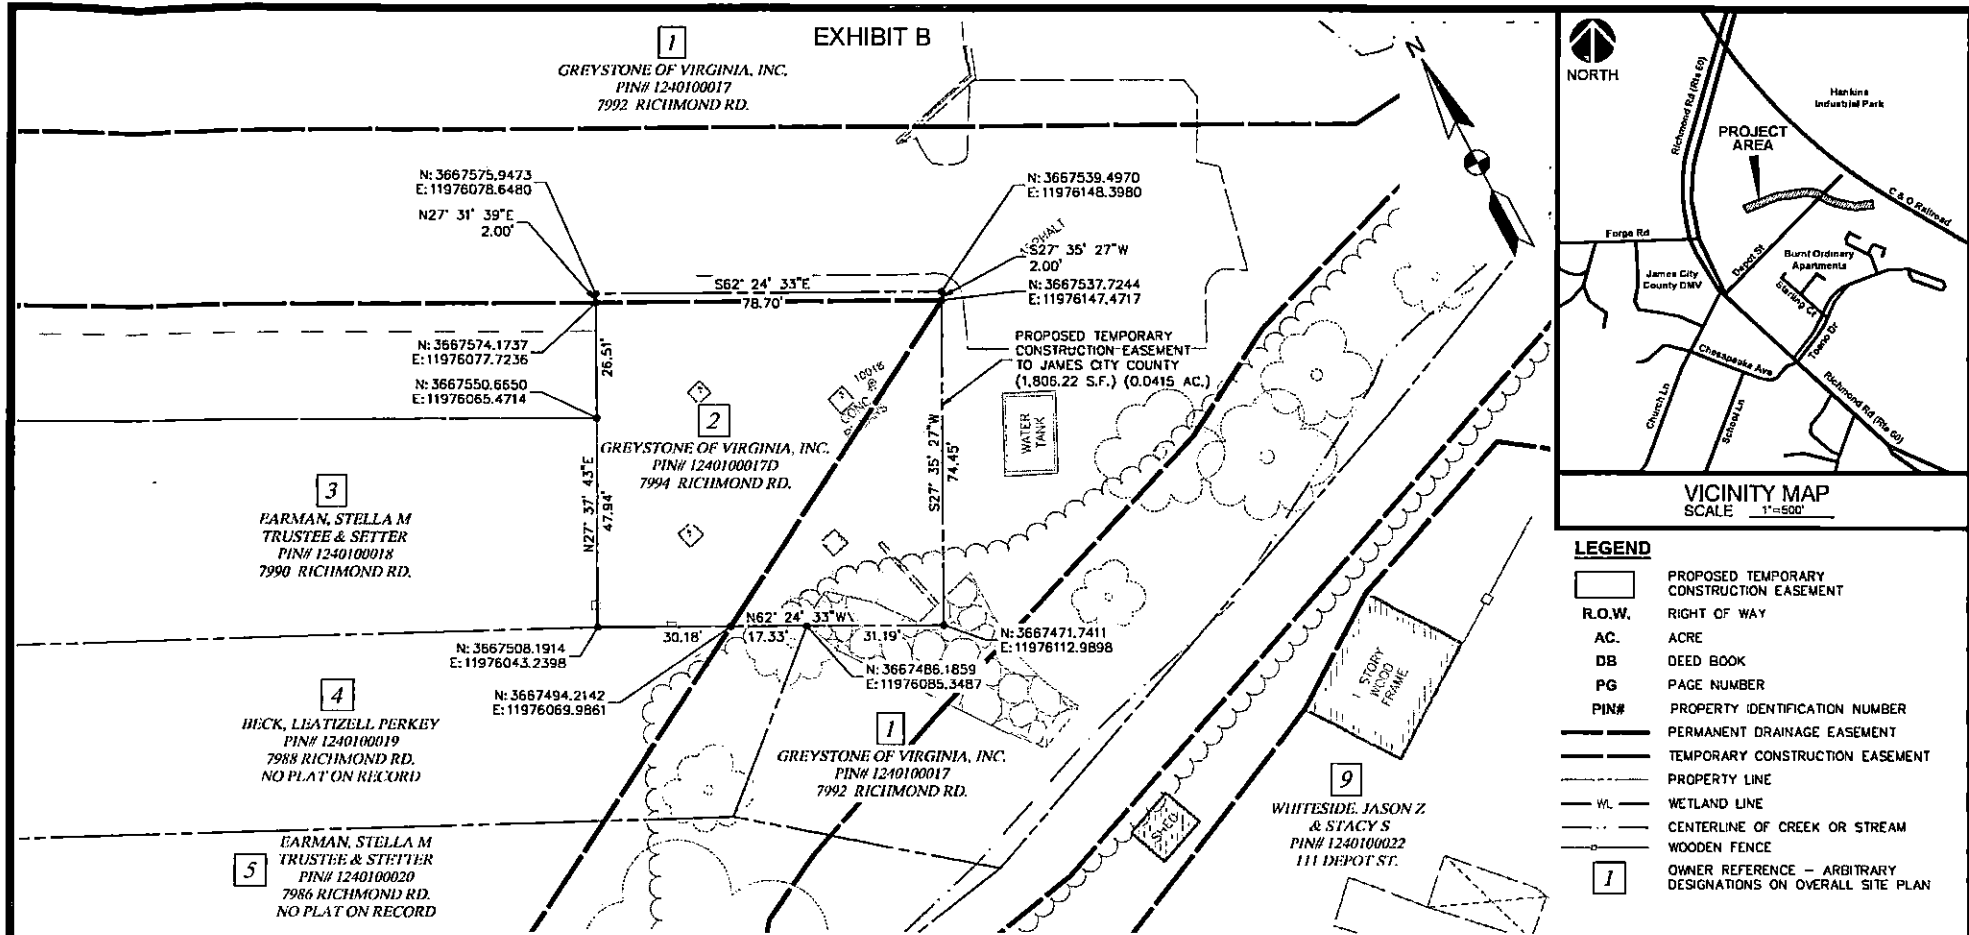 EXHIBIT B
1
GREYSTONE OF VIRGINIA, INC.
PIN# 1240100017
7992 RICHMOND RD.
N
N: 3667575.9473
E: 11976078.6480
N27° 31' 39"E
2.00'
N: 3667539.4970
E: 11976148.3980
ASPHALT
S27° 35' 27"W
2.00'
N: 3667537.7244
E: 11976147.4717
S62° 24' 33"E
78.70'
N: 3667574.1737
E: 11976077.7236
26.51'
N: 3667550.6650
E: 11976065.4714
PROPOSED TEMPORARY
CONSTRUCTION EASEMENT
TO JAMES CITY COUNTY
(1,806.22 S.F.) (0.0415 AC.)
10018
CONC
2
GREYSTONE OF VIRGINIA, INC.
PIN# 1240100017D
7994 RICHMOND RD.
WATER
TANK
S27° 35' 27"W
74.45'
3
EARMAN, STELLA M
TRUSTEE & SETTER
PIN# 1240100018
7990 RICHMOND RD.
N27° 37' 43"E
47.94'
N62° 24' 33"W
30.18'
17.33'
31.19'
N: 3667508.1914
E: 11976043.2398
N: 3667471.7411
E: 11976112.9898
N: 3667494.2142
E: 11976069.9861
N: 3667486.1859
E: 11976085.3487
4
BECK, LEATIZELL PERKEY
PIN# 1240100019
7988 RICHMOND RD.
NO PLAT ON RECORD
1
GREYSTONE OF VIRGINIA, INC.
PIN# 1240100017
7992 RICHMOND RD.
1 STORY
WOOD
FRAME
9
WHITESIDE, JASON Z
& STACY S
PIN# 1240100022
111 DEPOT ST.
SHED
5
EARMAN, STELLA M
TRUSTEE & STETTER
PIN# 1240100020
7986 RICHMOND RD.
NO PLAT ON RECORD
NORTH
Richmond Rd (Rte 60)
Hankins
Industrial Park
PROJECT
AREA
C & O Railroad
Forge Rd
Depot St
James City
County DMV
Burnt Ordinary
Apartments
Sterling Ct
Toano Dr
Chesapeake Ave
Church Ln
School Ln
Richmond Rd (Rte 60)
VICINITY MAP
SCALE 1"=500'
LEGEND
PROPOSED TEMPORARY
CONSTRUCTION EASEMENT
R.O.W. RIGHT OF WAY
AC. ACRE
DB DEED BOOK
PG PAGE NUMBER
PIN# PROPERTY IDENTIFICATION NUMBER
PERMANENT DRAINAGE EASEMENT
TEMPORARY CONSTRUCTION EASEMENT
PROPERTY LINE
WL WETLAND LINE
CENTERLINE OF CREEK OR STREAM
WOODEN FENCE
1 OWNER REFERENCE – ARBITRARY
DESIGNATIONS ON OVERALL SITE PLAN